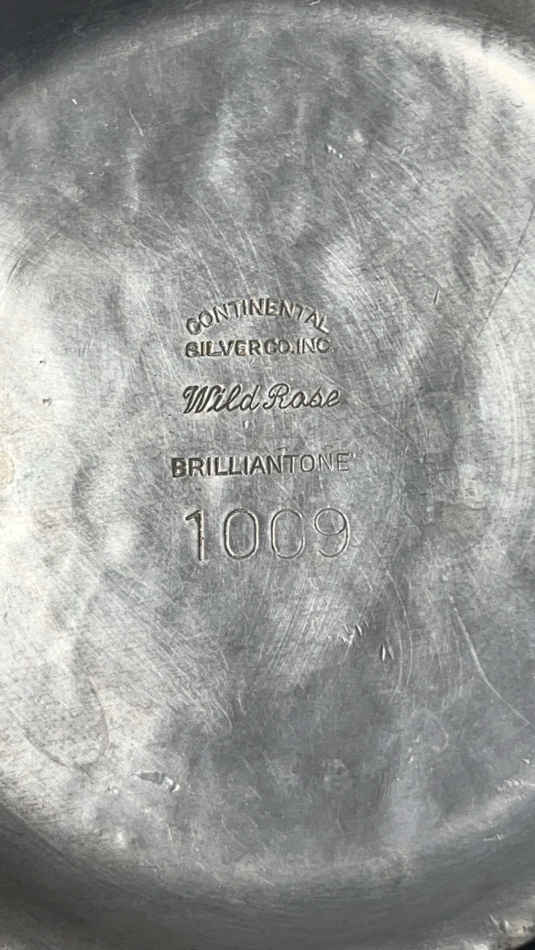 CONTINENTAL
SILVER CO. INC.
Wild Rose
BRILLIANTONE
1009